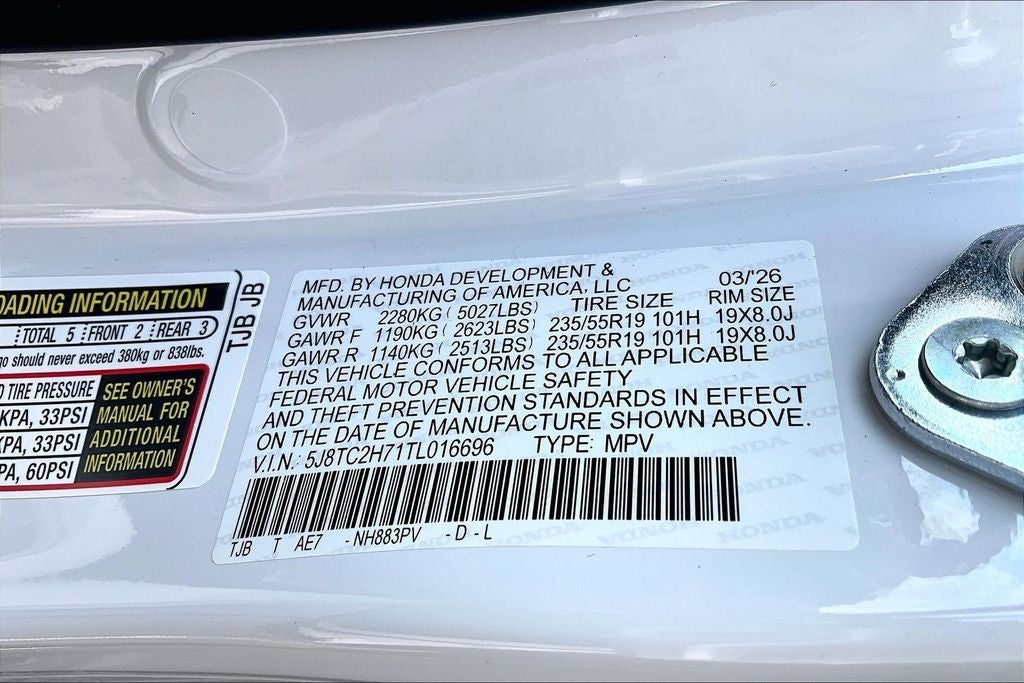 OADING INFORMATION
TOTAL 5 FRONT 2 REAR 3
go should never exceed 380kg or 838lbs.
D TIRE PRESSURE
KPA, 33PSI
KPA, 33PSI
PA, 60PSI
SEE OWNER'S
MANUAL FOR
ADDITIONAL
INFORMATION
TJB JB
MFD. BY HONDA DEVELOPMENT & 03/'26
MANUFACTURING OF AMERICA, LLC
GVWR 2280KG ( 5027LBS) TIRE SIZE RIM SIZE
GAWR F 1190KG ( 2623LBS) 235/55R19 101H 19X8.0J
GAWR R 1140KG ( 2513LBS) 235/55R19 101H 19X8.0J
THIS VEHICLE CONFORMS TO ALL APPLICABLE
FEDERAL MOTOR VEHICLE SAFETY
AND THEFT PREVENTION STANDARDS IN EFFECT
ON THE DATE OF MANUFACTURE SHOWN ABOVE.
V.I.N.: 5J8TC2H71TL016696 TYPE: MPV
TJB T AE7 - NH883PV - D - L
HONDA